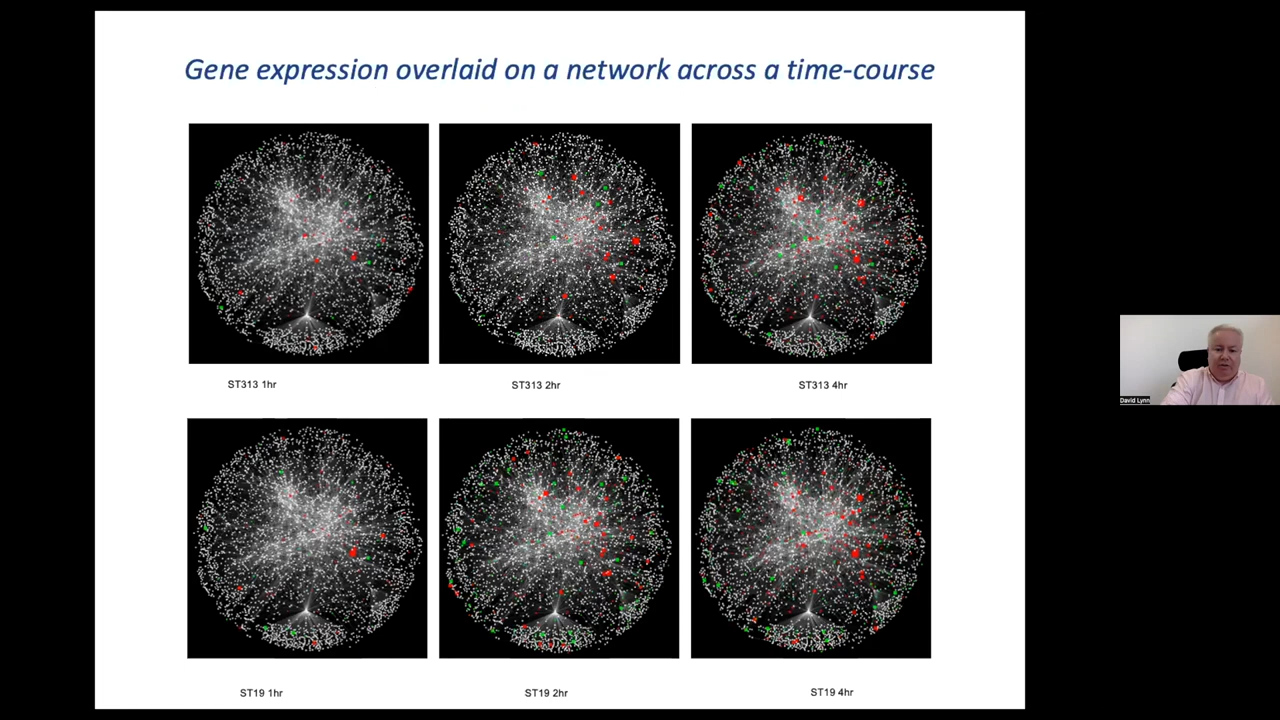 Gene expression overlaid on a network across a time-course
ST313 1hr
ST313 2hr
ST313 4hr
David Lynn
ST19 1hr
ST19 2hr
ST19 4hr